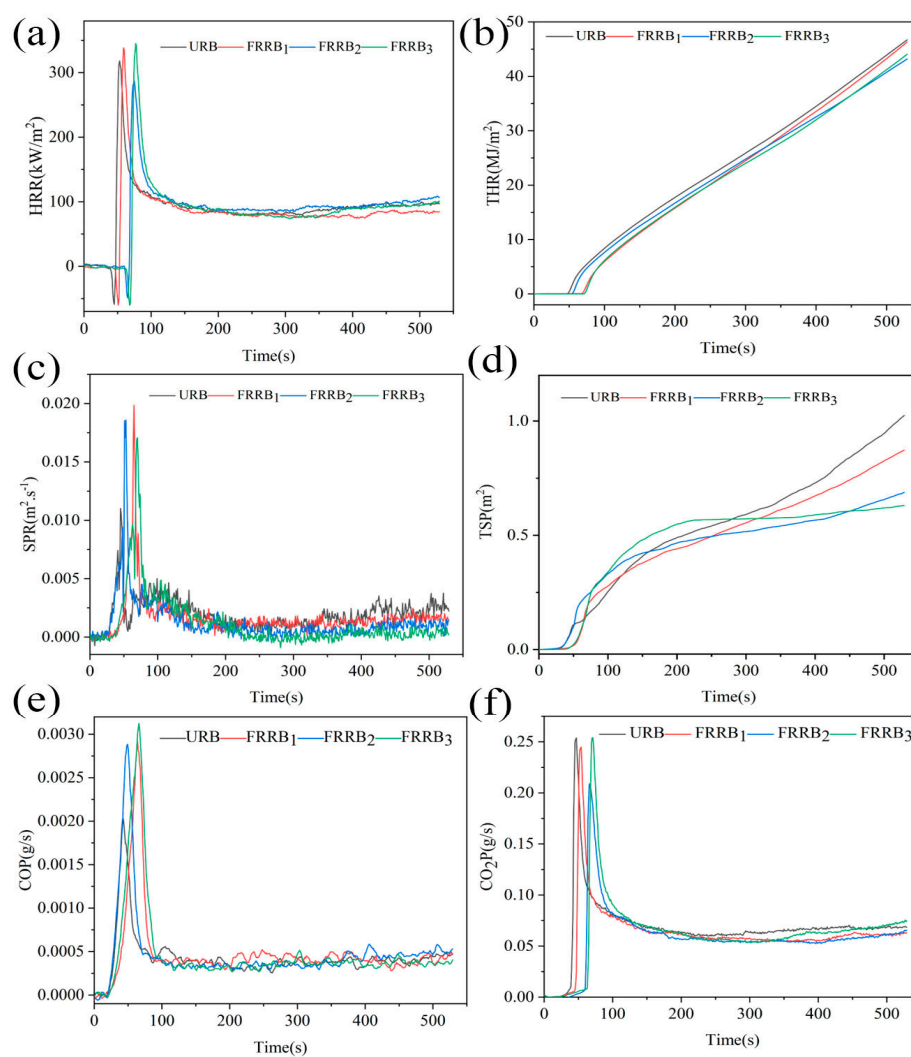 (a)
URB FRRB1 FRRB2 FRRB3
300
200
100
0
HRR(kW/m2)
0 100 200 300 400 500
Time(s)
(b)
URB FRRB1 FRRB2 FRRB3
50
40
30
20
10
0
THR(MJ/m2)
0 100 200 300 400 500
Time(s)
(c)
URB FRRB1 FRRB2 FRRB3
0.020
0.015
0.010
0.005
0.000
SPR(m2.s-1)
0 100 200 300 400 500
Time(s)
(d)
URB FRRB1 FRRB2 FRRB3
1.0
0.5
0.0
TSP(m2)
0 100 200 300 400 500
Time(s)
(e)
URB FRRB1 FRRB2 FRRB3
0.0030
0.0025
0.0020
0.0015
0.0010
0.0005
0.0000
COP(g/s)
0 100 200 300 400 500
Time(s)
(f)
URB FRRB1 FRRB2 FRRB3
0.25
0.20
0.15
0.10
0.05
0.00
CO2P(g/s)
0 100 200 300 400 500
Time(s)